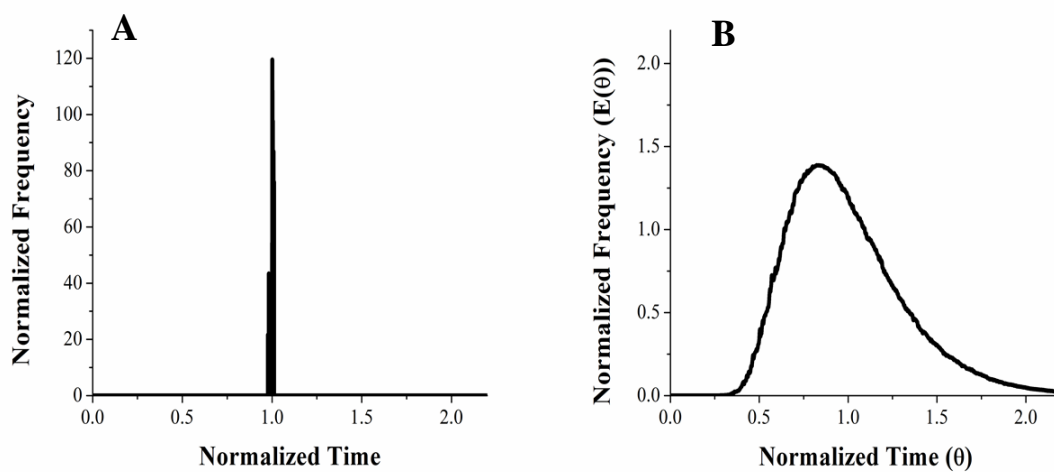 A
Normalized Frequency
120
100
80
60
40
20
0
0.0 0.5 1.0 1.5 2.0
Normalized Time
B
Normalized Frequency (E(θ))
2.0
1.5
1.0
0.5
0.0
0.0 0.5 1.0 1.5 2.0
Normalized Time (θ)